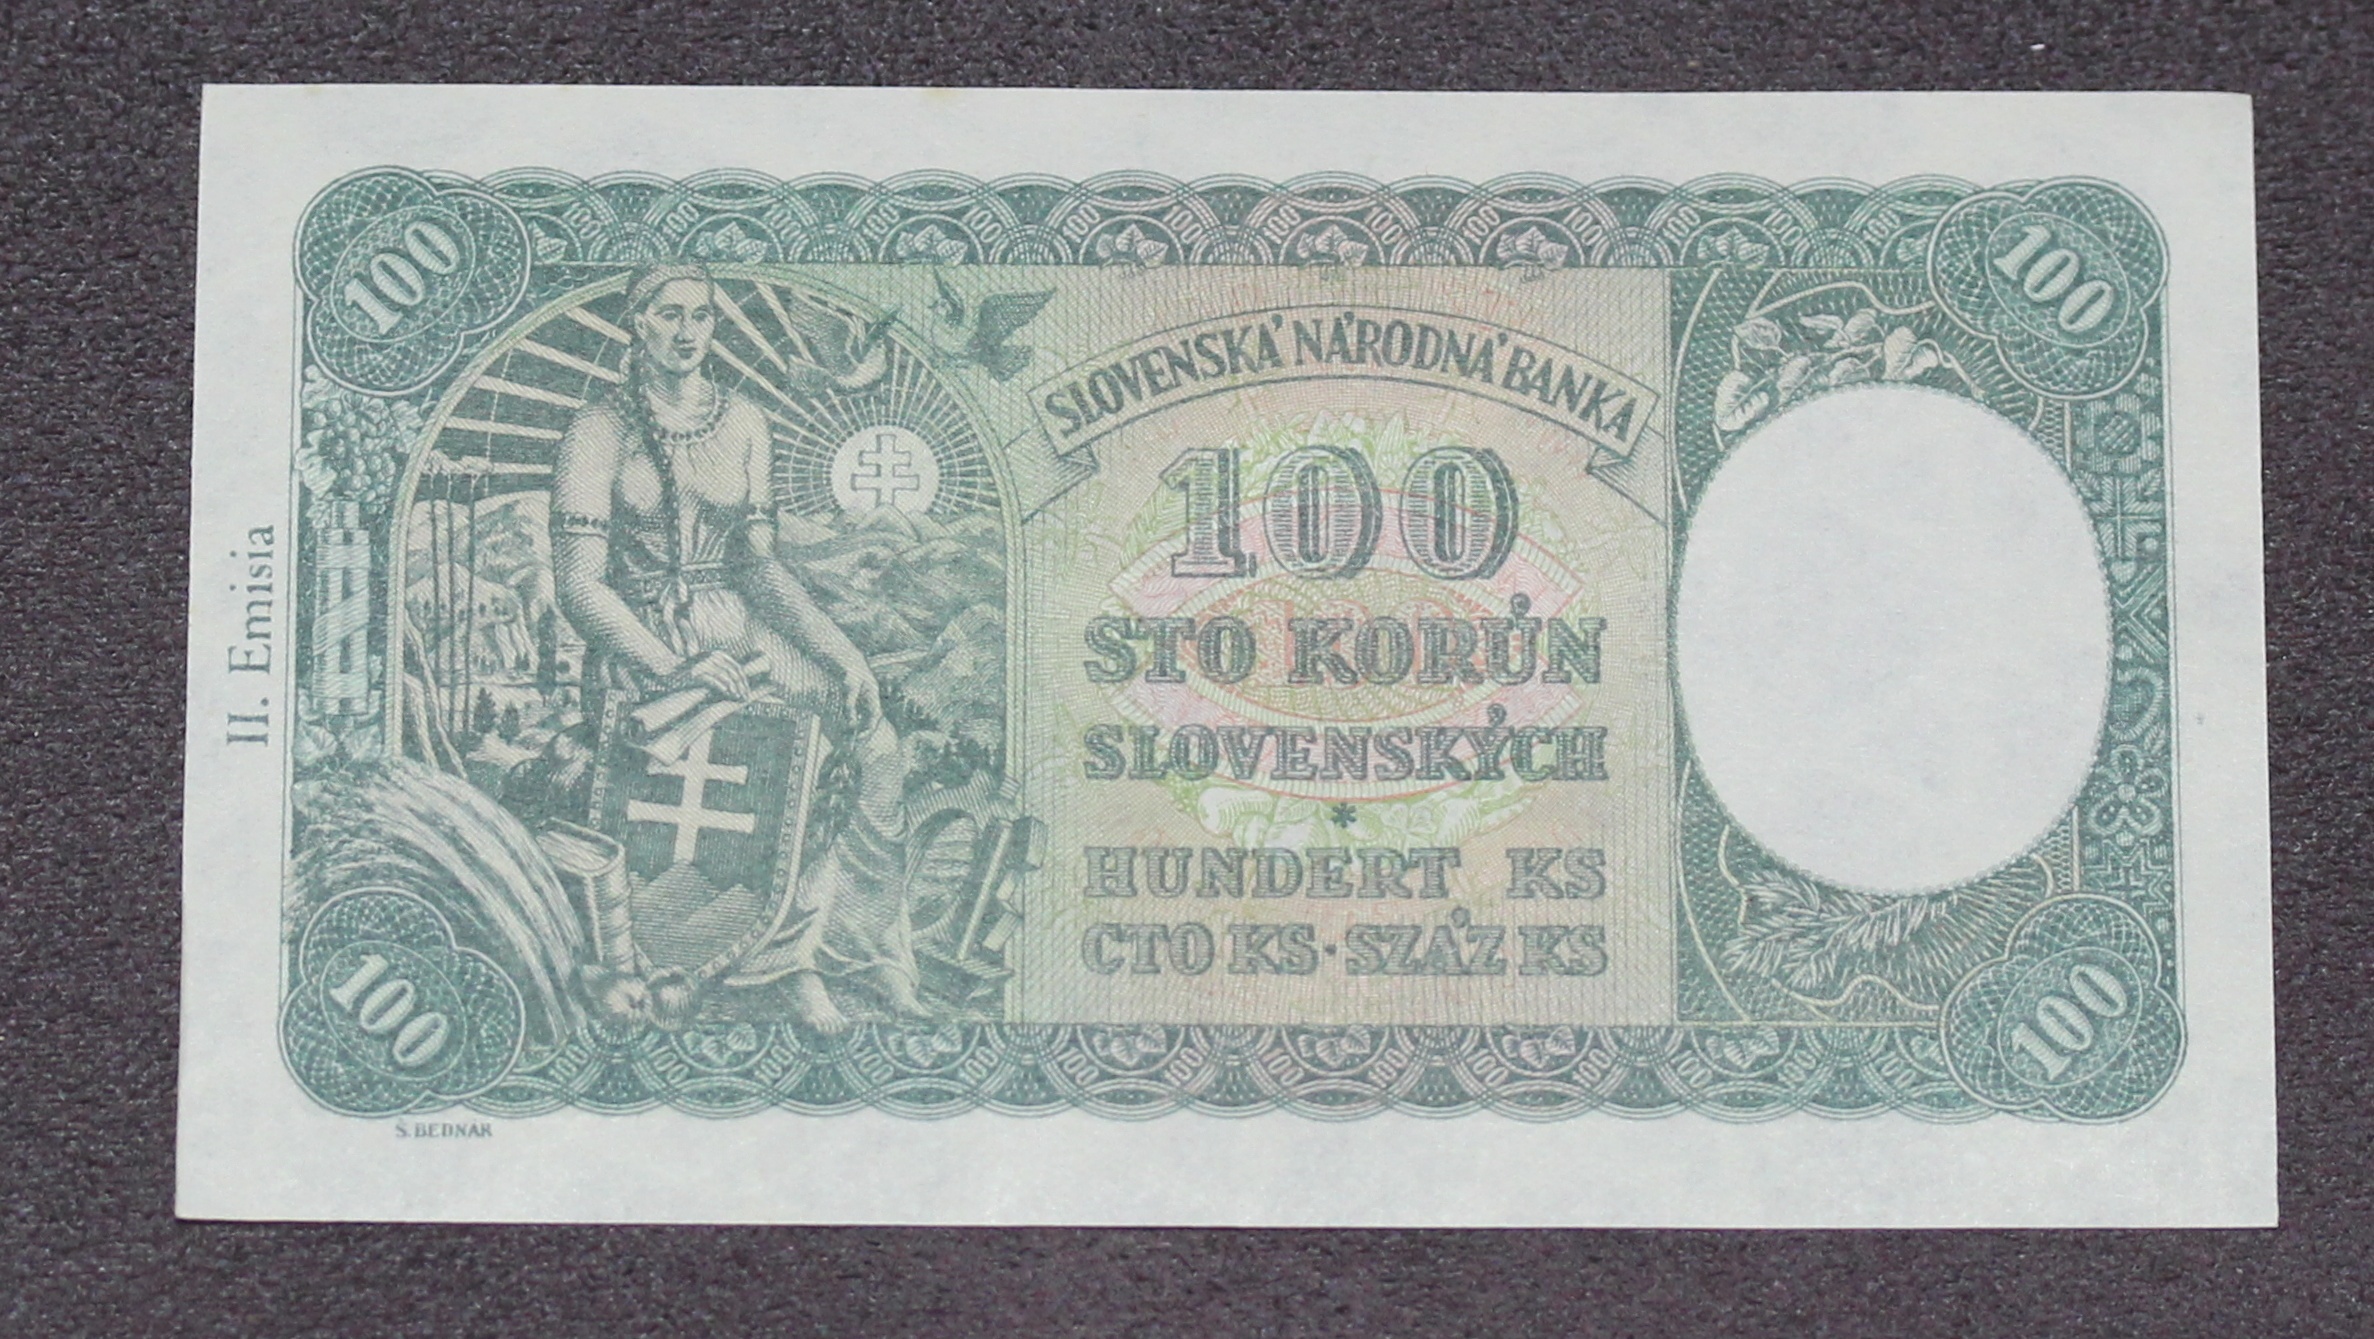 100
100
SLOVENSKÁ NÁRODNÁ BANKA
100
STO KORÚN
SLOVENSKÝCH
*
HUNDERT KS
СТО KS · SZÁZ KS
II. Emisia
100
100
Š. BEDNÁR